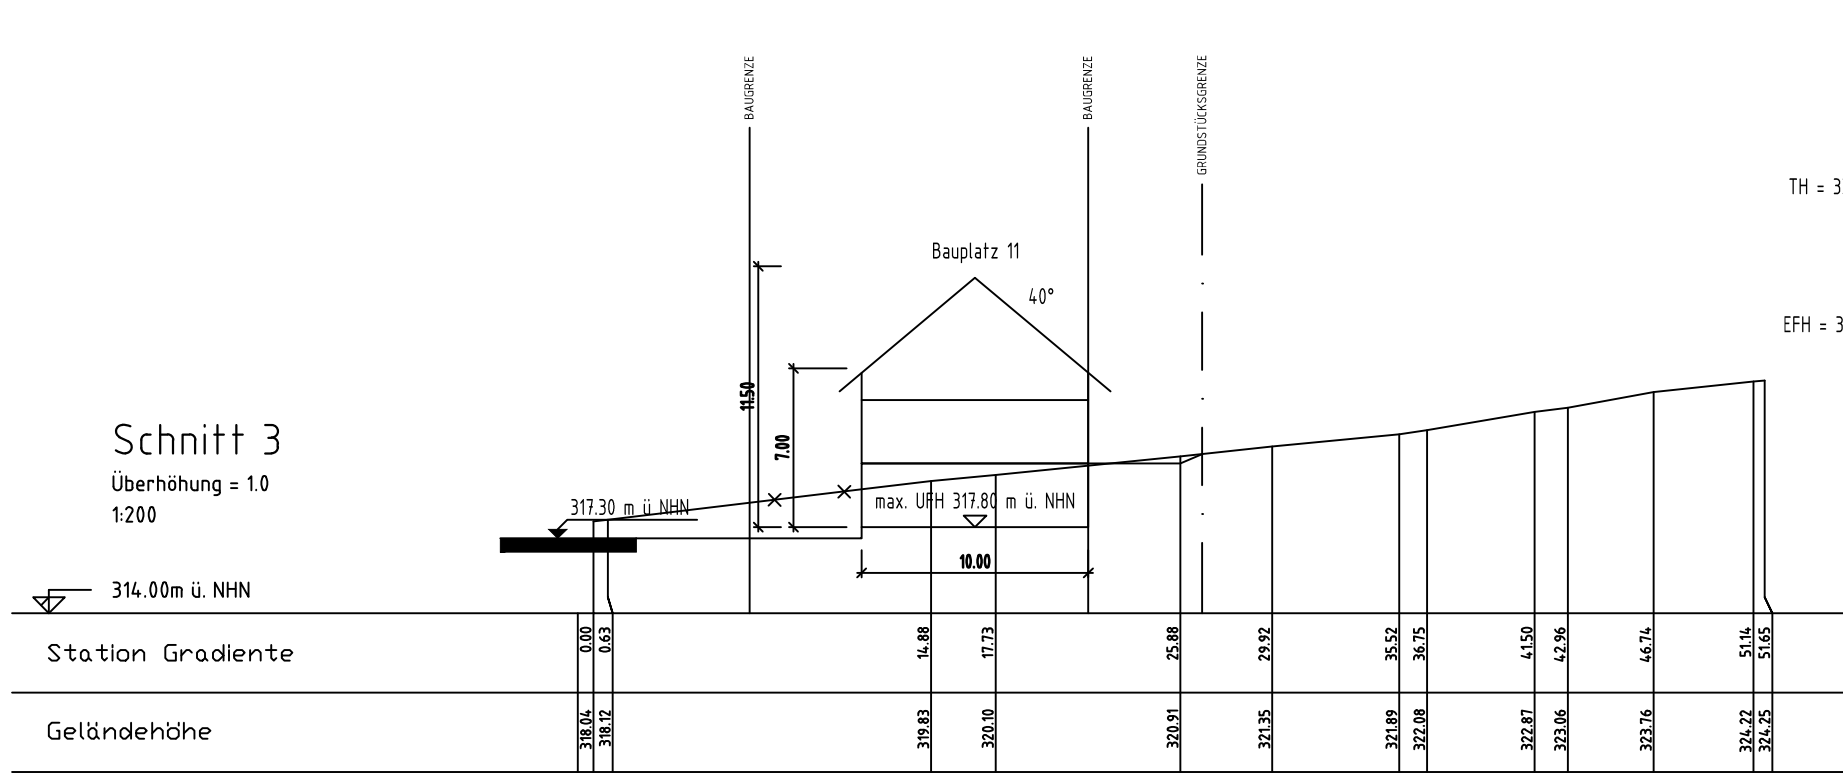 BAUGRENZE
BAUGRENZE
GRUNDSTÜCKSGRENZE
TH = 3
Bauplatz 11
40°
EFH = 3
11.50
7.00
Schnitt 3
Überhöhung = 1.0
1:200
317.30 m ü NHN
max. UFH 317.80 m ü. NHN
10.00
314.00m ü. NHN
Station Gradiente
0.00
0.63
14.88
17.73
25.88
29.92
35.52
36.75
41.50
42.96
46.74
51.14
51.65
Geländehöhe
318.04
318.12
319.83
320.10
320.91
321.35
321.89
322.08
322.87
323.06
323.76
324.22
324.25